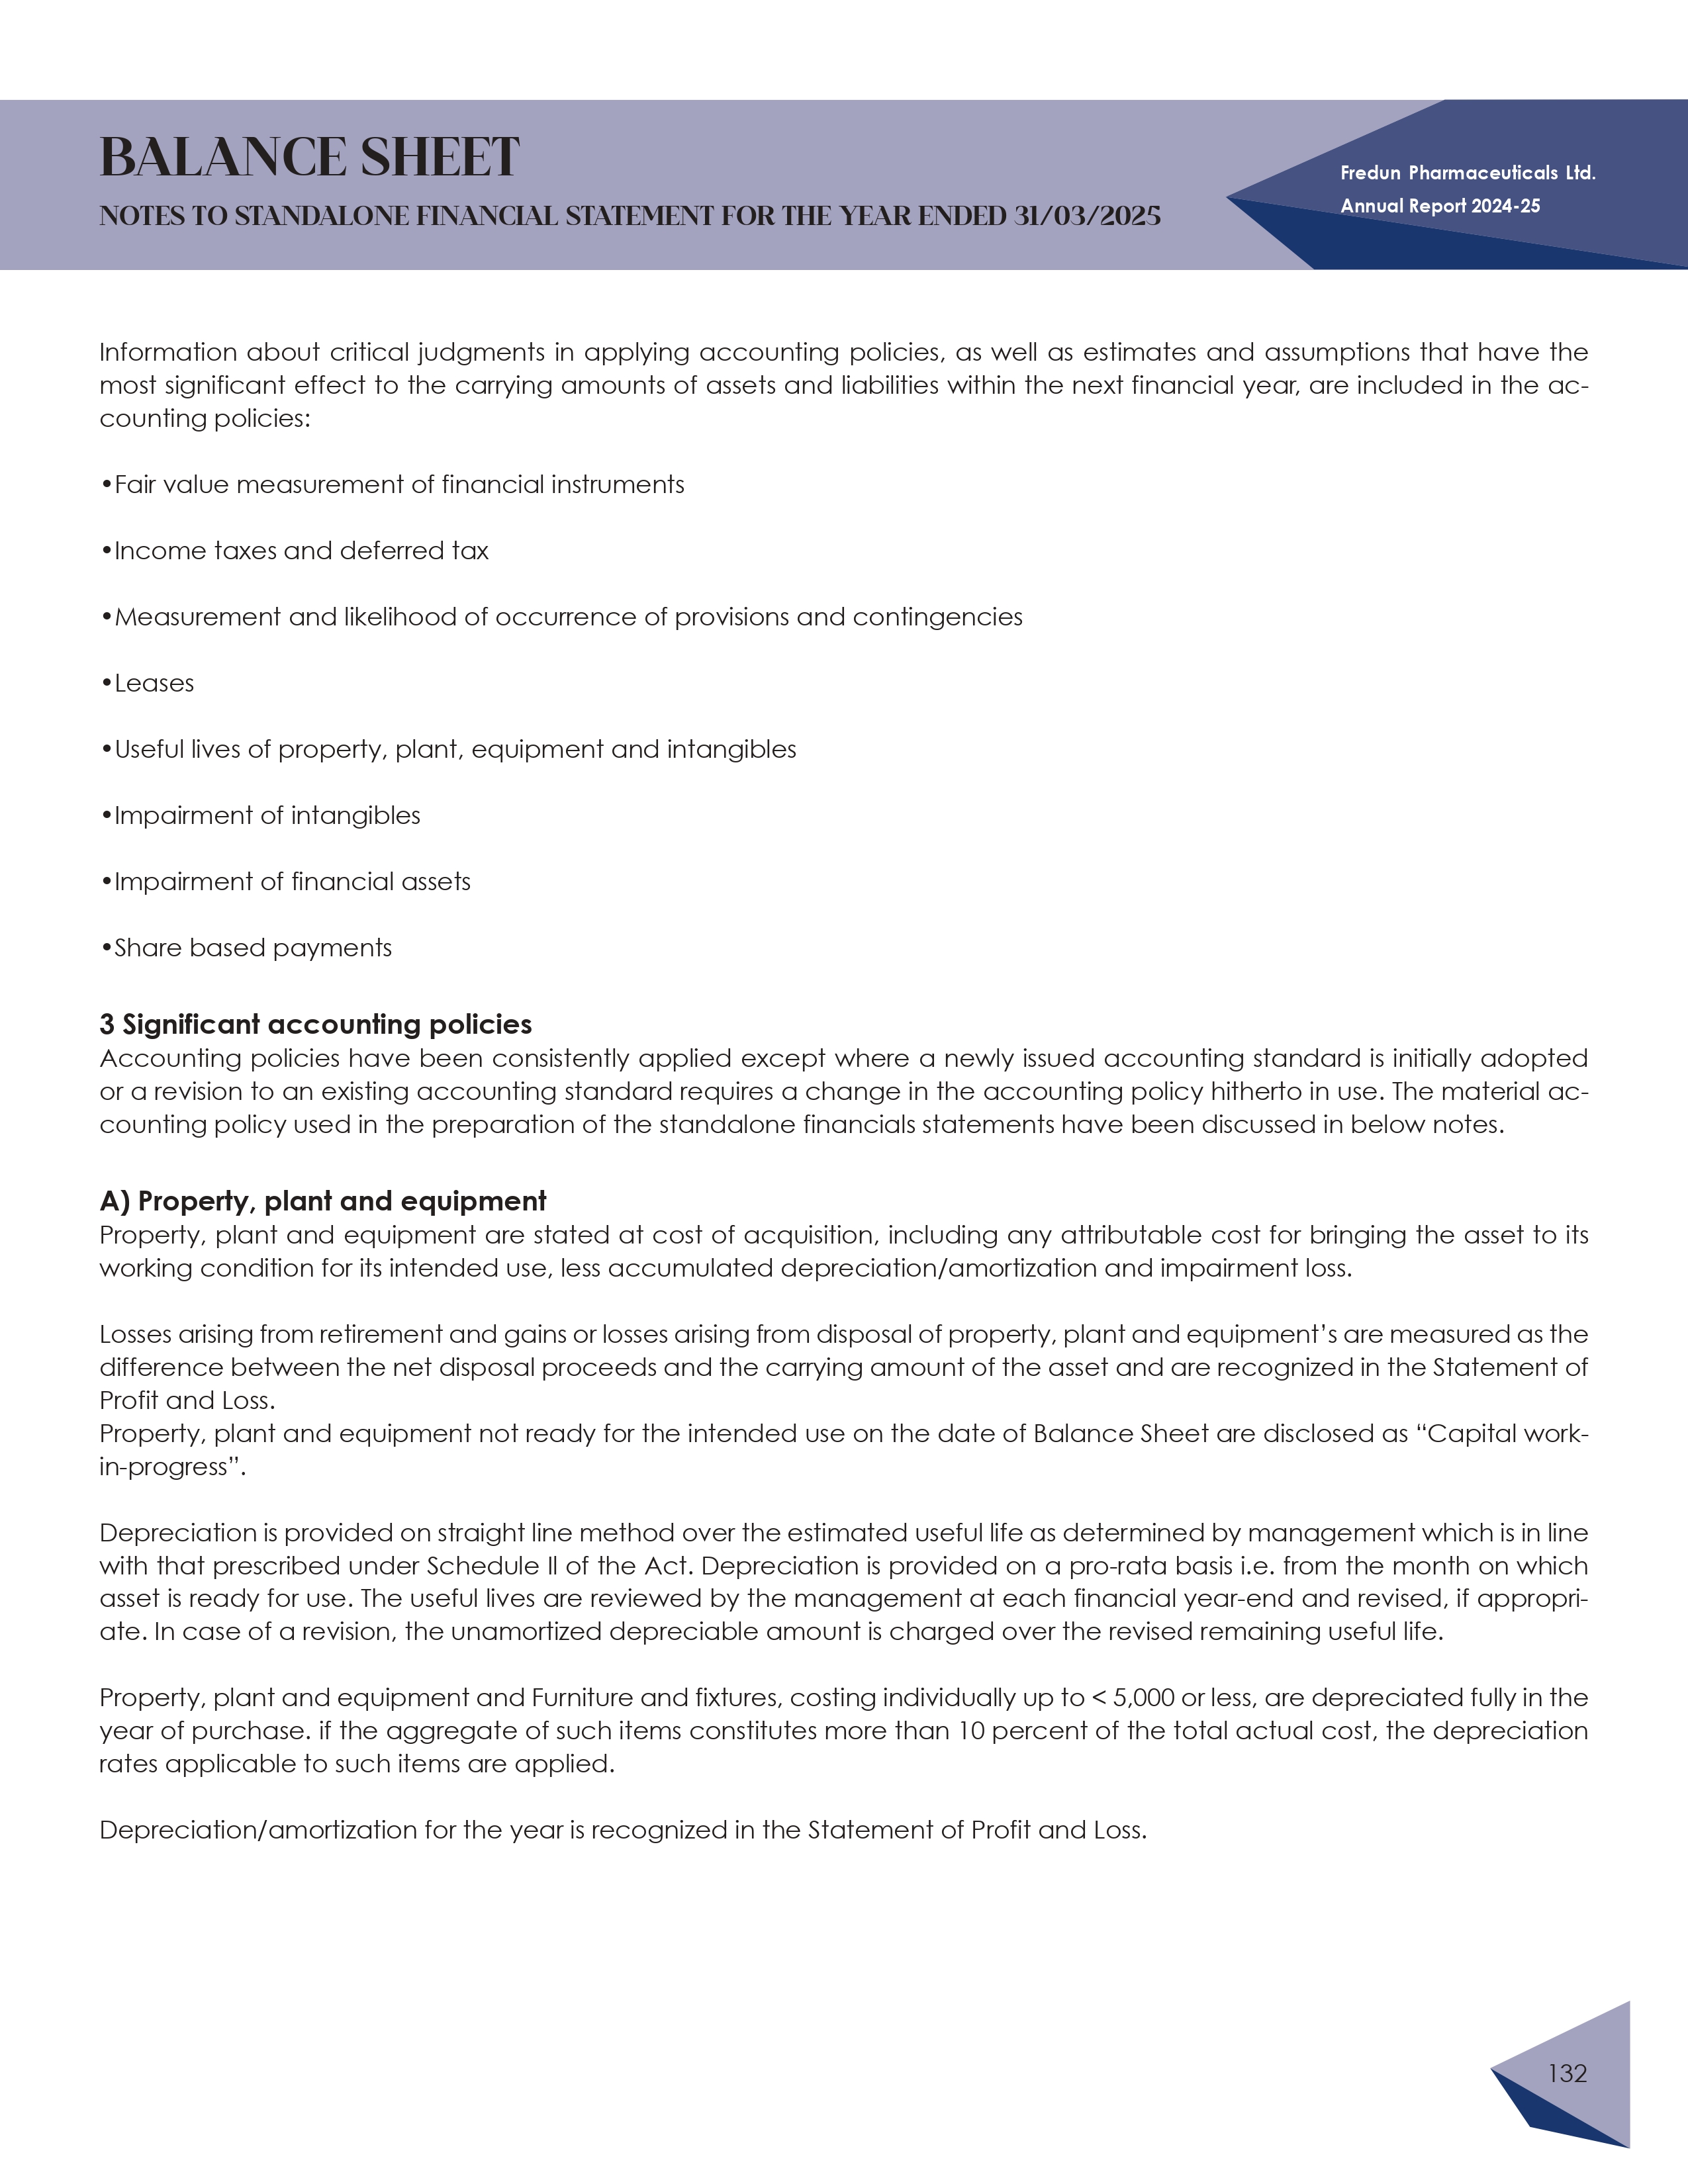 BALANCE SHEET
NOTES TO STANDALONE FINANCIAL STATEMENT FOR THE YEAR ENDED 31/03/2025
Fredun Pharmaceuticals Ltd.
Annual Report 2024-25
Information about critical judgments in applying accounting policies, as well as estimates and assumptions that have the
most significant effect to the carrying amounts of assets and liabilities within the next financial year, are included in the ac-
counting policies:
•Fair value measurement of financial instruments
•Income taxes and deferred tax
•Measurement and likelihood of occurrence of provisions and contingencies
•Leases
•Useful lives of property, plant, equipment and intangibles
•Impairment of intangibles
•Impairment of financial assets
•Share based payments
3 Significant accounting policies
Accounting policies have been consistently applied except where a newly issued accounting standard is initially adopted
or a revision to an existing accounting standard requires a change in the accounting policy hitherto in use. The material ac-
counting policy used in the preparation of the standalone financials statements have been discussed in below notes.
A) Property, plant and equipment
Property, plant and equipment are stated at cost of acquisition, including any attributable cost for bringing the asset to its
working condition for its intended use, less accumulated depreciation/amortization and impairment loss.
Losses arising from retirement and gains or losses arising from disposal of property, plant and equipment’s are measured as the
difference between the net disposal proceeds and the carrying amount of the asset and are recognized in the Statement of
Profit and Loss.
Property, plant and equipment not ready for the intended use on the date of Balance Sheet are disclosed as “Capital work-
in-progress”.
Depreciation is provided on straight line method over the estimated useful life as determined by management which is in line
with that prescribed under Schedule II of the Act. Depreciation is provided on a pro-rata basis i.e. from the month on which
asset is ready for use. The useful lives are reviewed by the management at each financial year-end and revised, if appropri-
ate. In case of a revision, the unamortized depreciable amount is charged over the revised remaining useful life.
Property, plant and equipment and Furniture and fixtures, costing individually up to < 5,000 or less, are depreciated fully in the
year of purchase. if the aggregate of such items constitutes more than 10 percent of the total actual cost, the depreciation
rates applicable to such items are applied.
Depreciation/amortization for the year is recognized in the Statement of Profit and Loss.
132